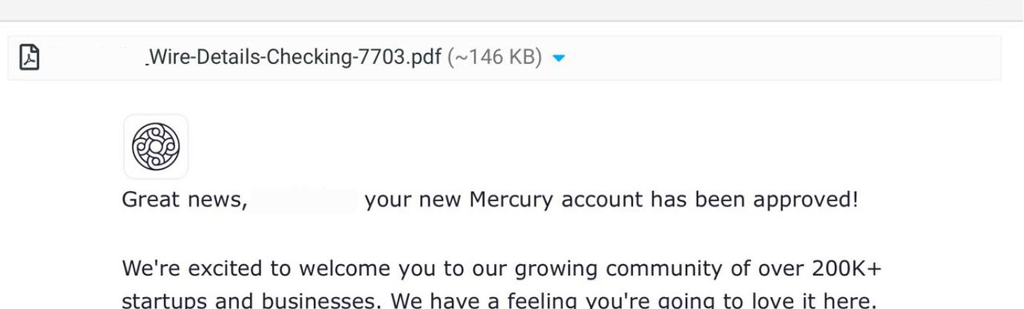 _Wire-Details-Checking-7703.pdf (~146 KB)
Great news, your new Mercury account has been approved!
We're excited to welcome you to our growing community of over 200K+
startups and businesses. We have a feeling you're going to love it here.